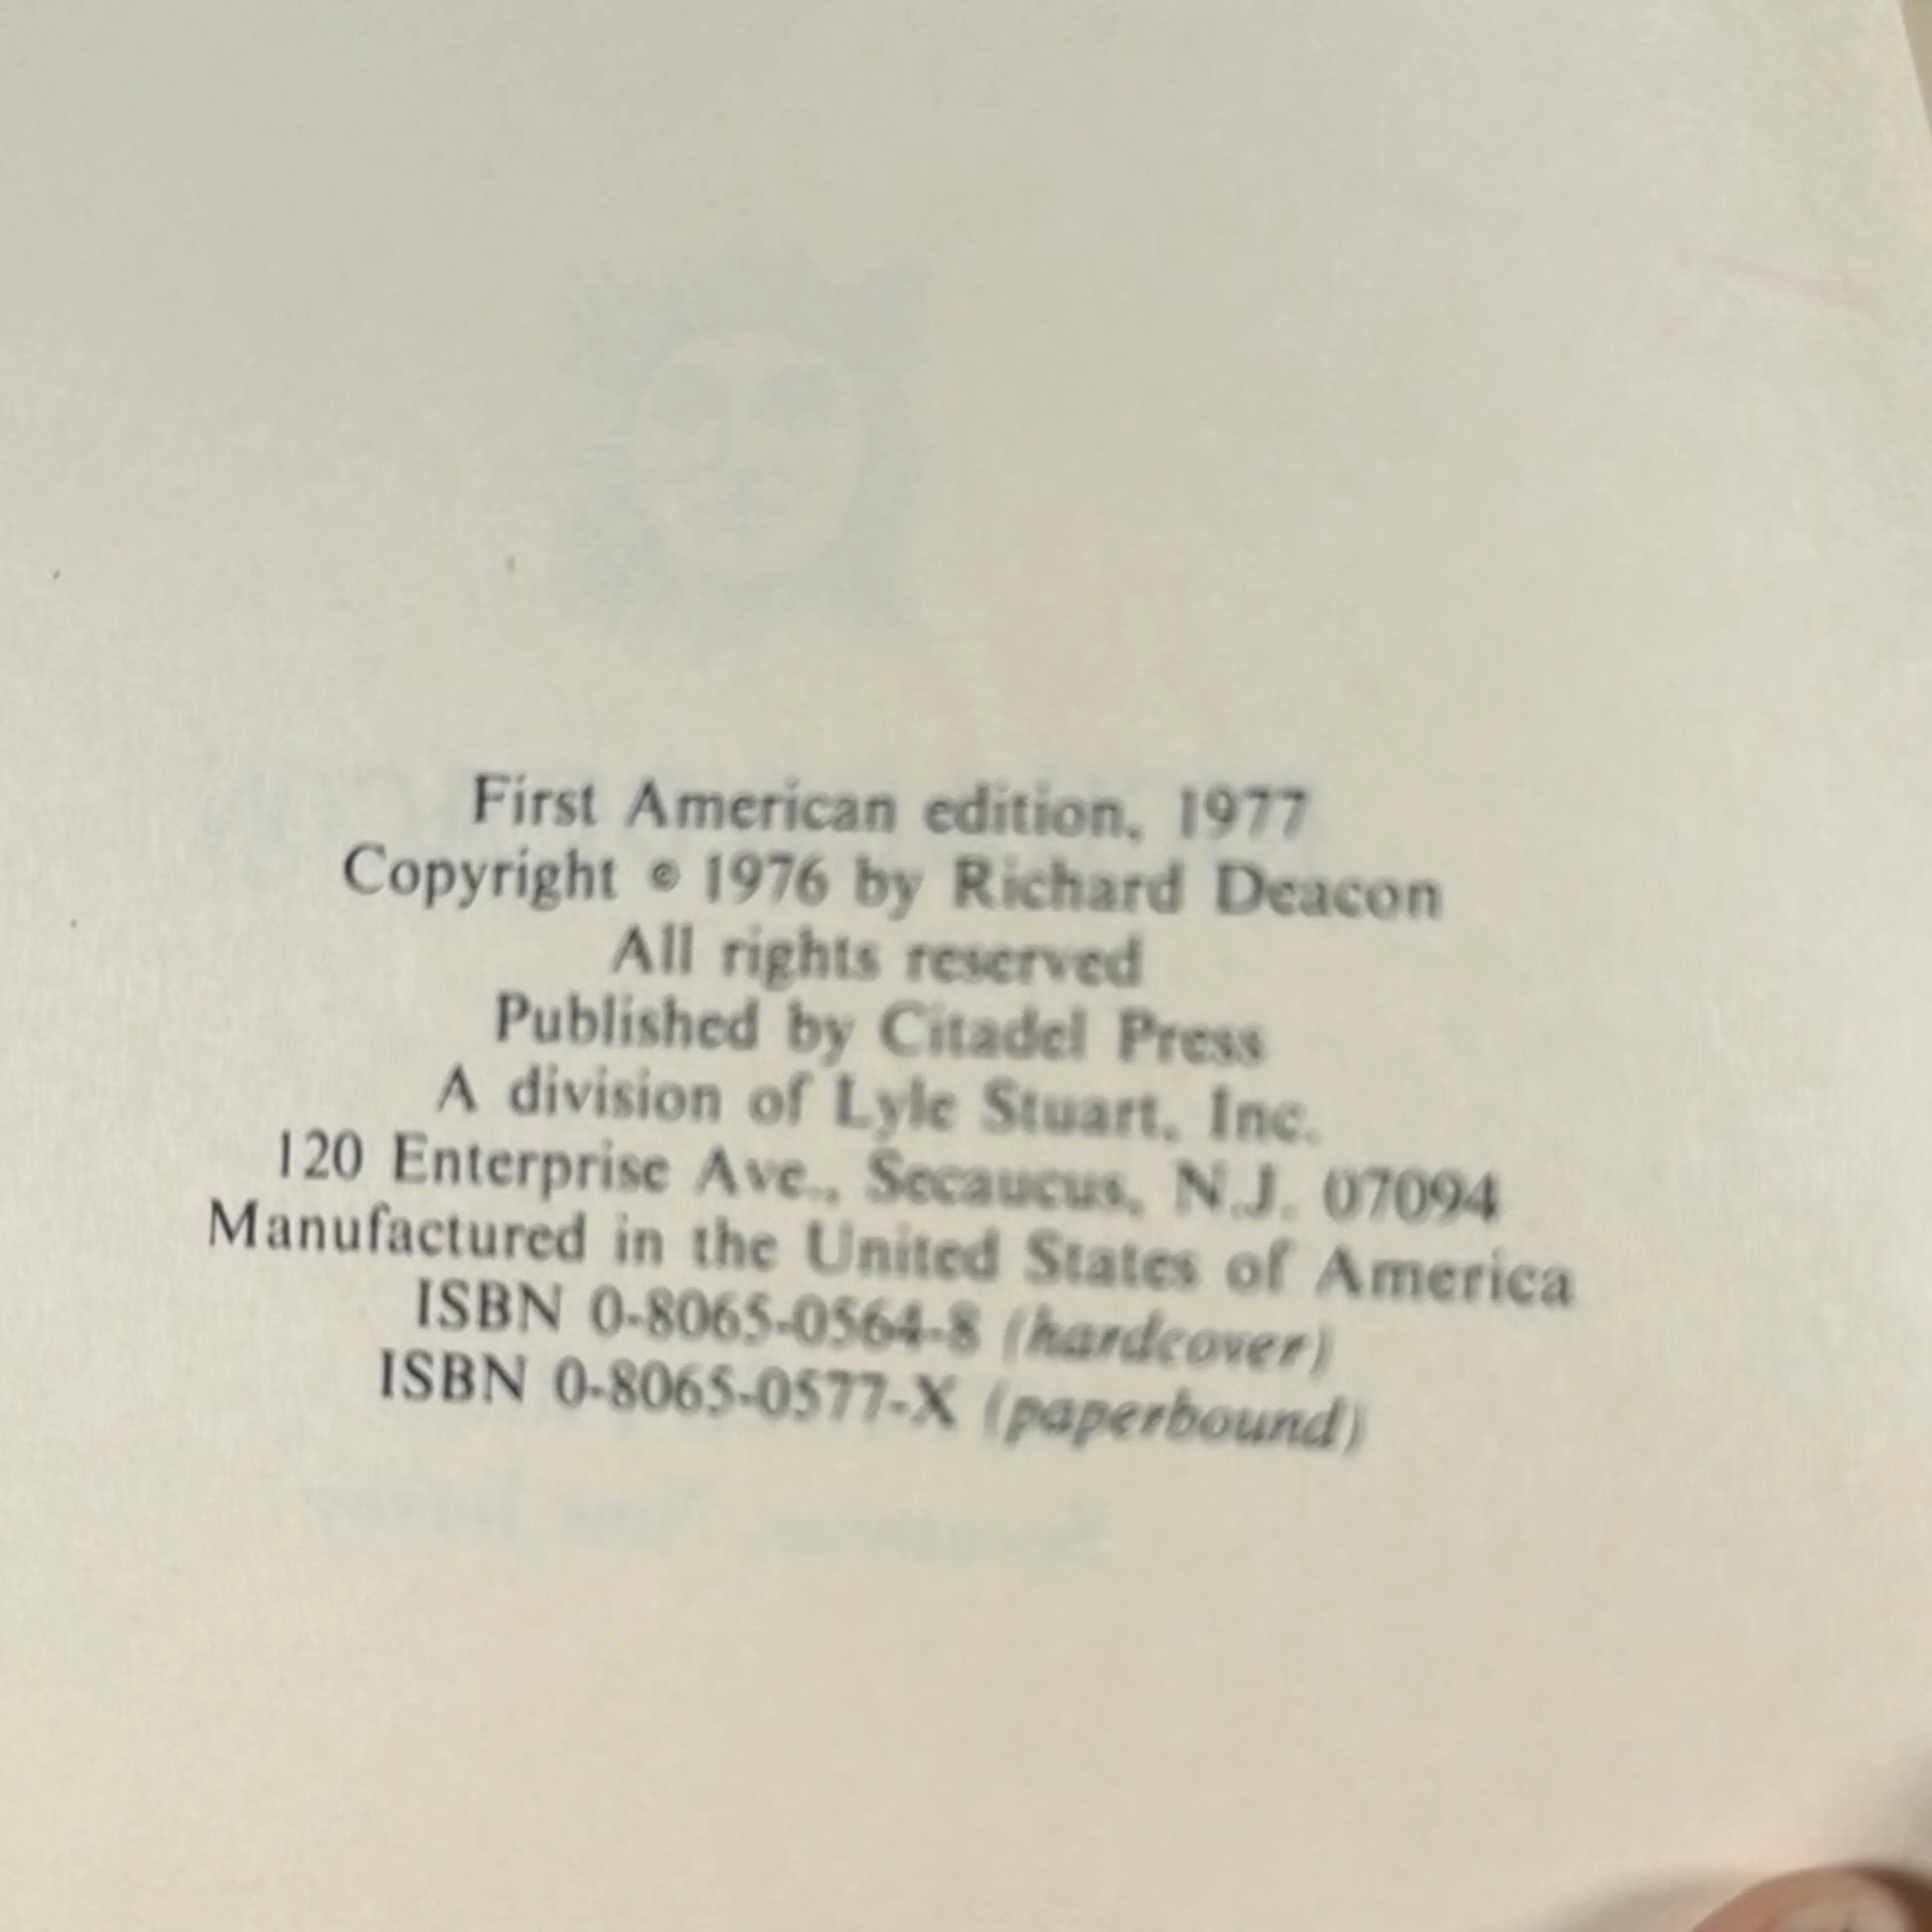 First American edition, 1977
Copyright © 1976 by Richard Deacon
All rights reserved
Published by Citadel Press
A division of Lyle Stuart, Inc.
120 Enterprise Ave., Secaucus, N.J. 07094
Manufactured in the United States of America
ISBN 0-8065-0564-8 (hardcover)
ISBN 0-8065-0577-X (paperbound)